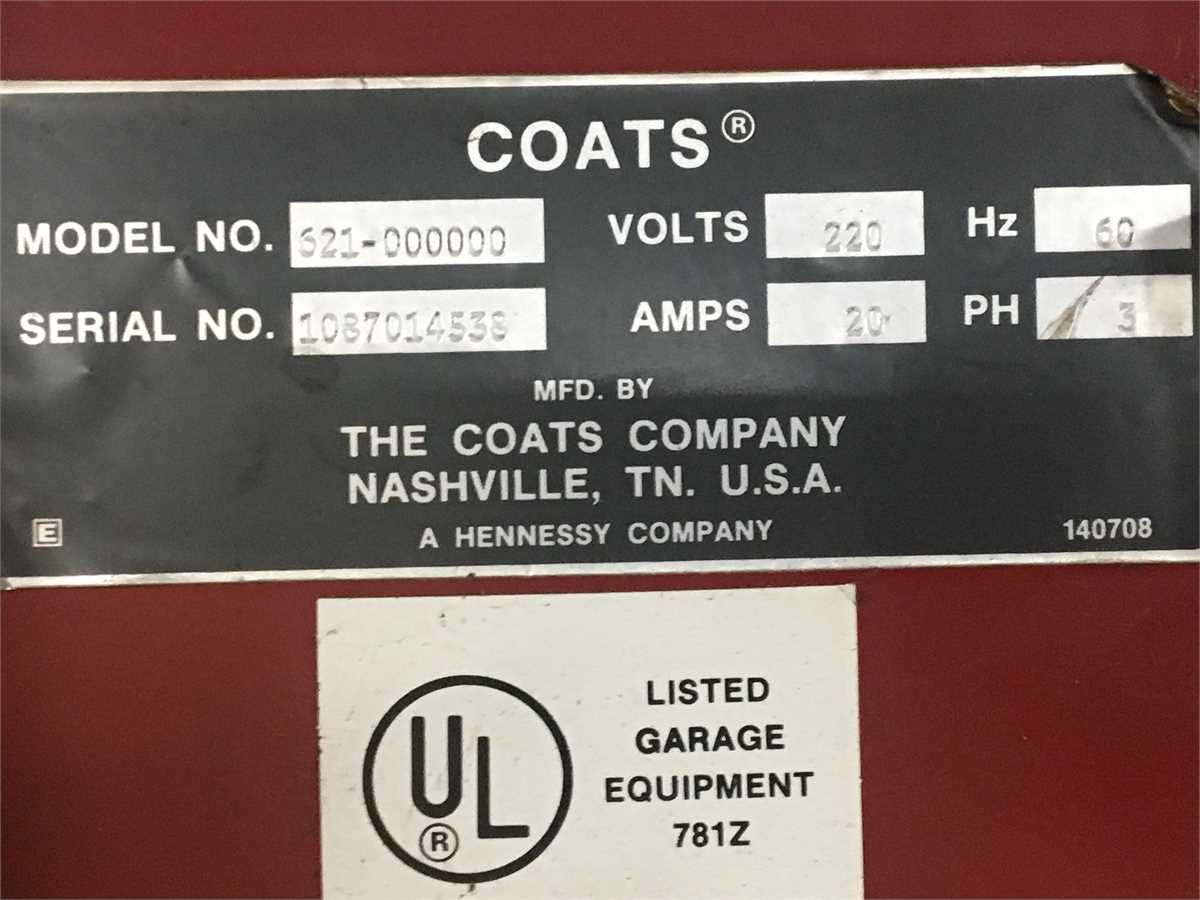 COATS®
MODEL NO. 621-000000 VOLTS 220 Hz 60
SERIAL NO. 1087014538 AMPS 20 PH 3
MFD. BY
THE COATS COMPANY
NASHVILLE, TN. U.S.A.
E A HENNESSY COMPANY 140708
UL® LISTED
GARAGE
EQUIPMENT
781Z